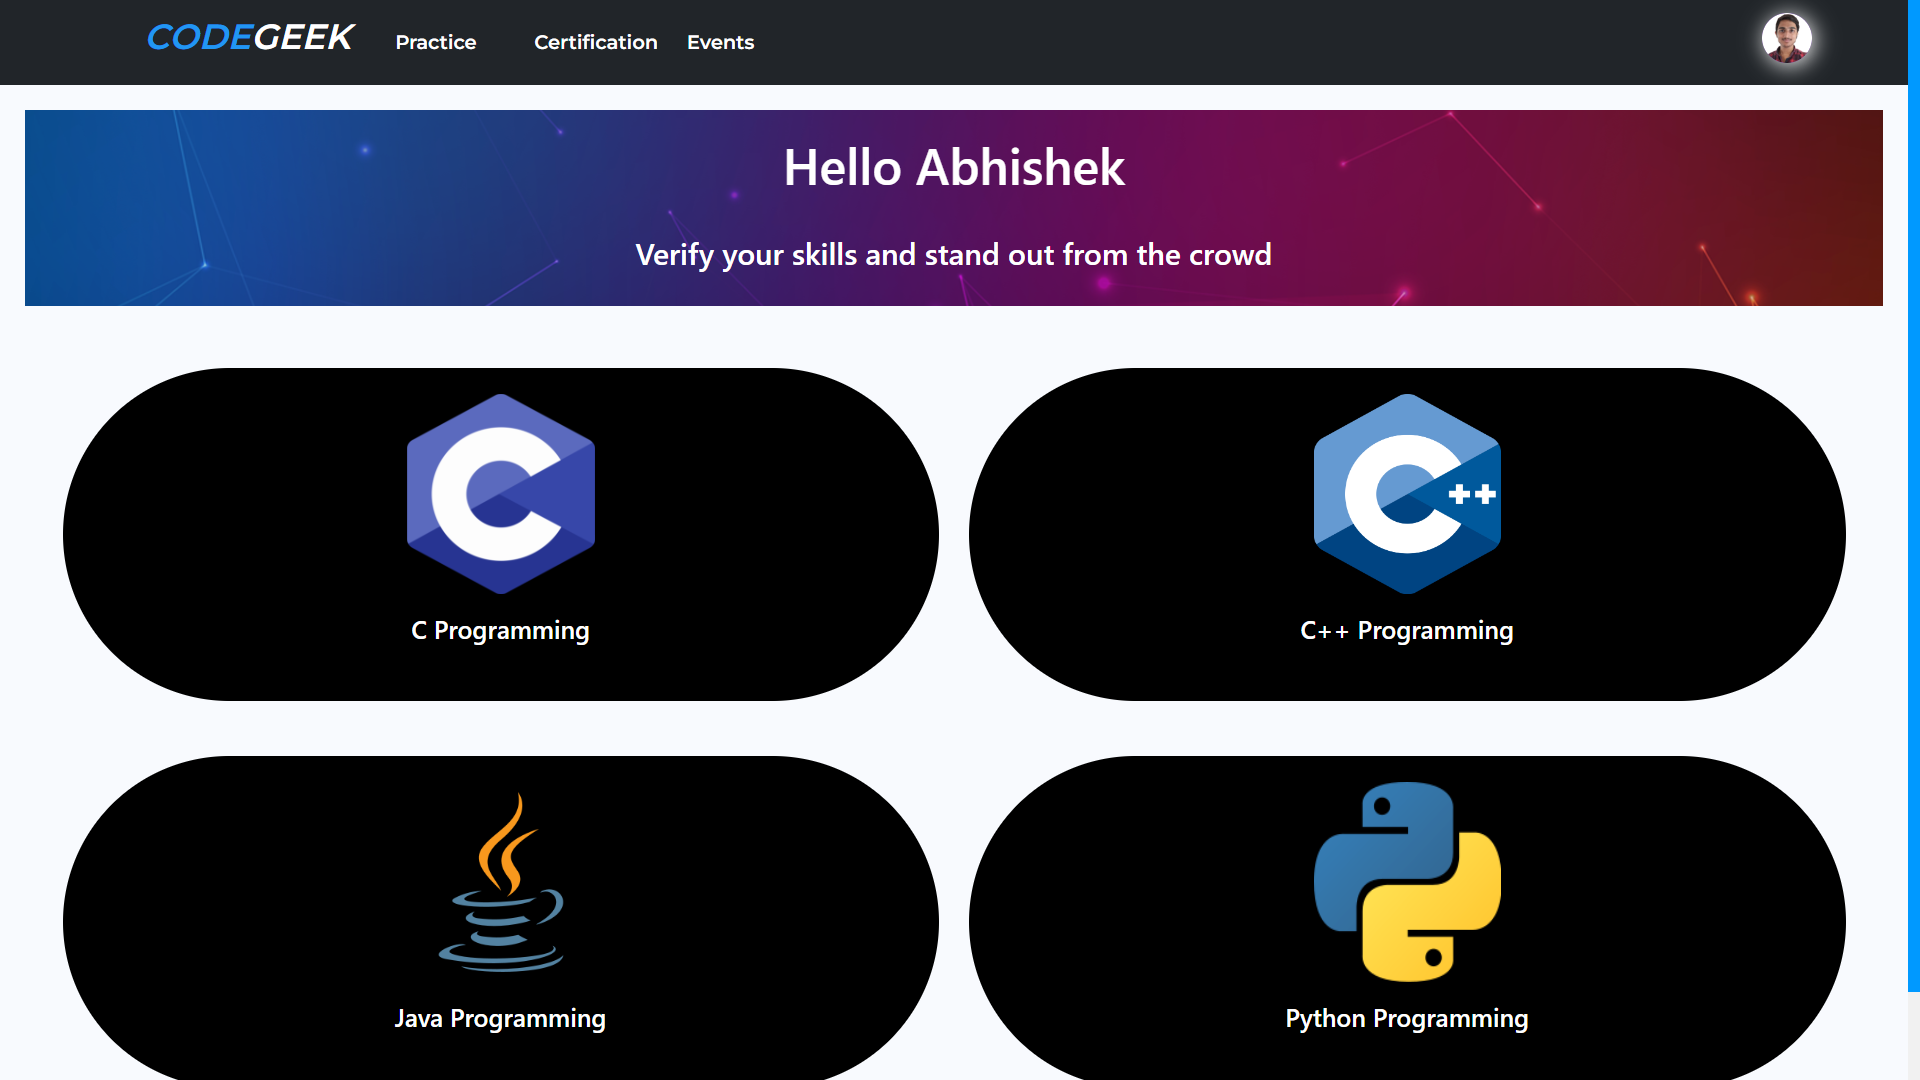 CODEGEEK Practice Certification Events
Hello Abhishek
Verify your skills and stand out from the crowd
C ++
C Programming C++ Programming
Java Programming Python Programming